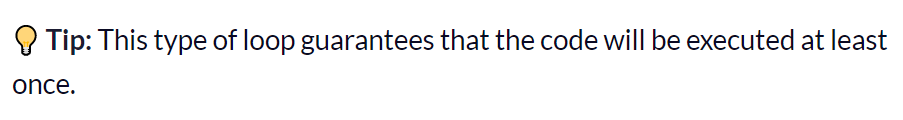 💡 Tip: This type of loop guarantees that the code will be executed at least
once.